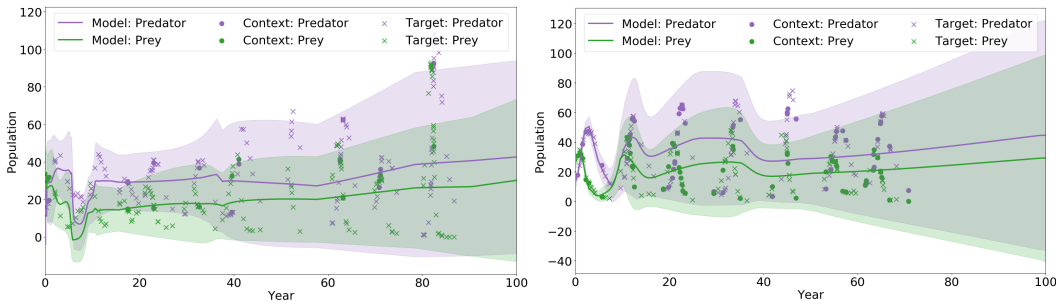 120
100
80
60
40
20
0
Population
0 20 40 60 80 100
Year
Model: Predator Context: Predator Target: Predator
Model: Prey Context: Prey Target: Prey
120
100
80
60
40
20
0
−20
−40
Population
0 20 40 60 80 100
Year
Model: Predator Context: Predator Target: Predator
Model: Prey Context: Prey Target: Prey